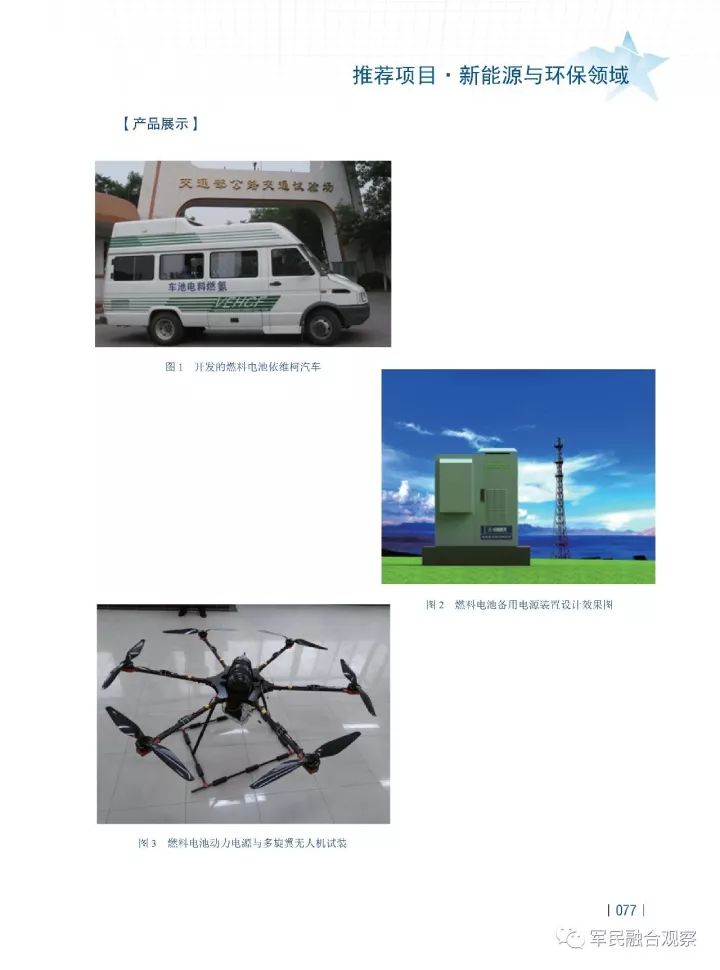 推荐项目·新能源与环保领域
【产品展示】
交通部公路交通试验场
车池电料燃氢
VEHCF
图1 开发的燃料电池依维柯汽车
图2 燃料电池备用电源装置设计效果图
图3 燃料电池动力电源与多旋翼无人机试装
077
军民融合观察